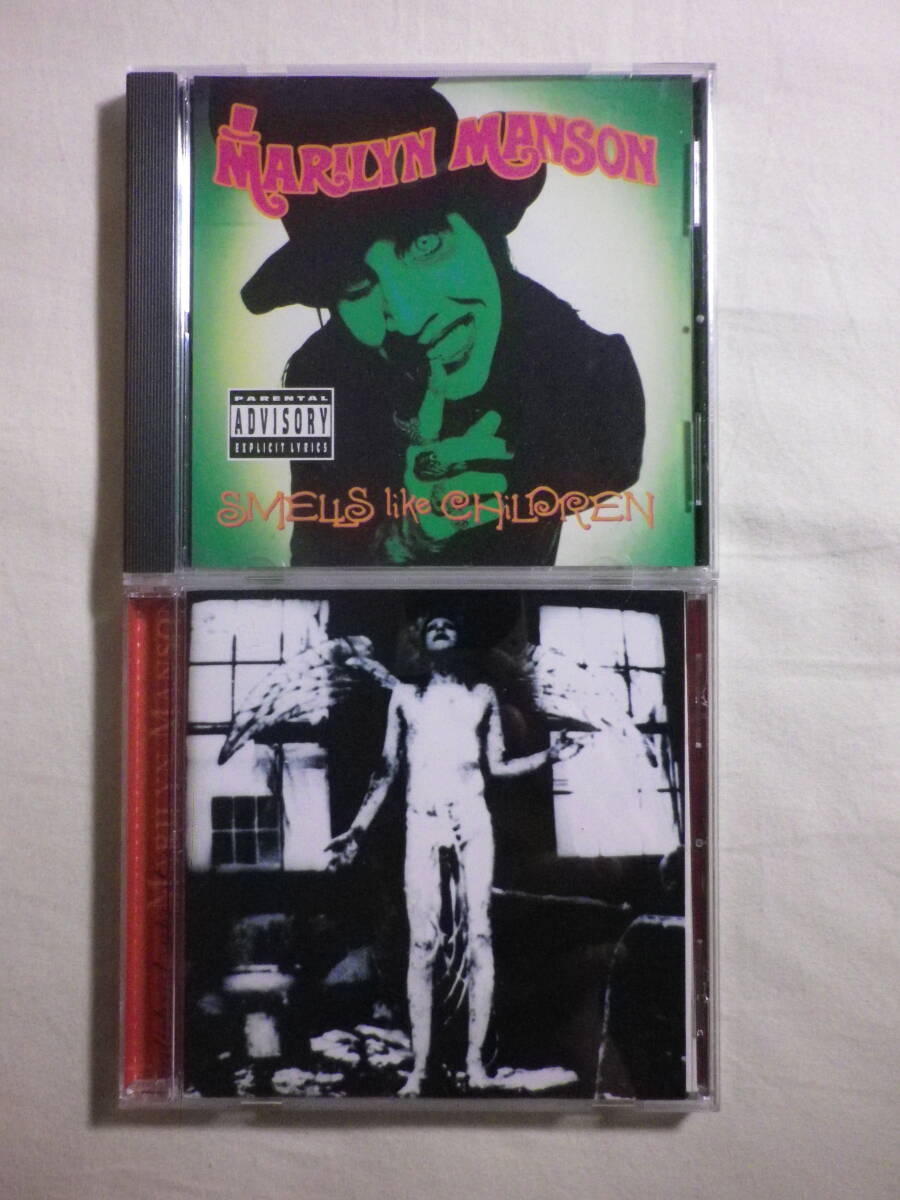 MARILYN MANSON
PARENTAL
ADVISORY
EXPLICIT LYRICS
SMELLS like CHiLDREN
MARILYN MANSON